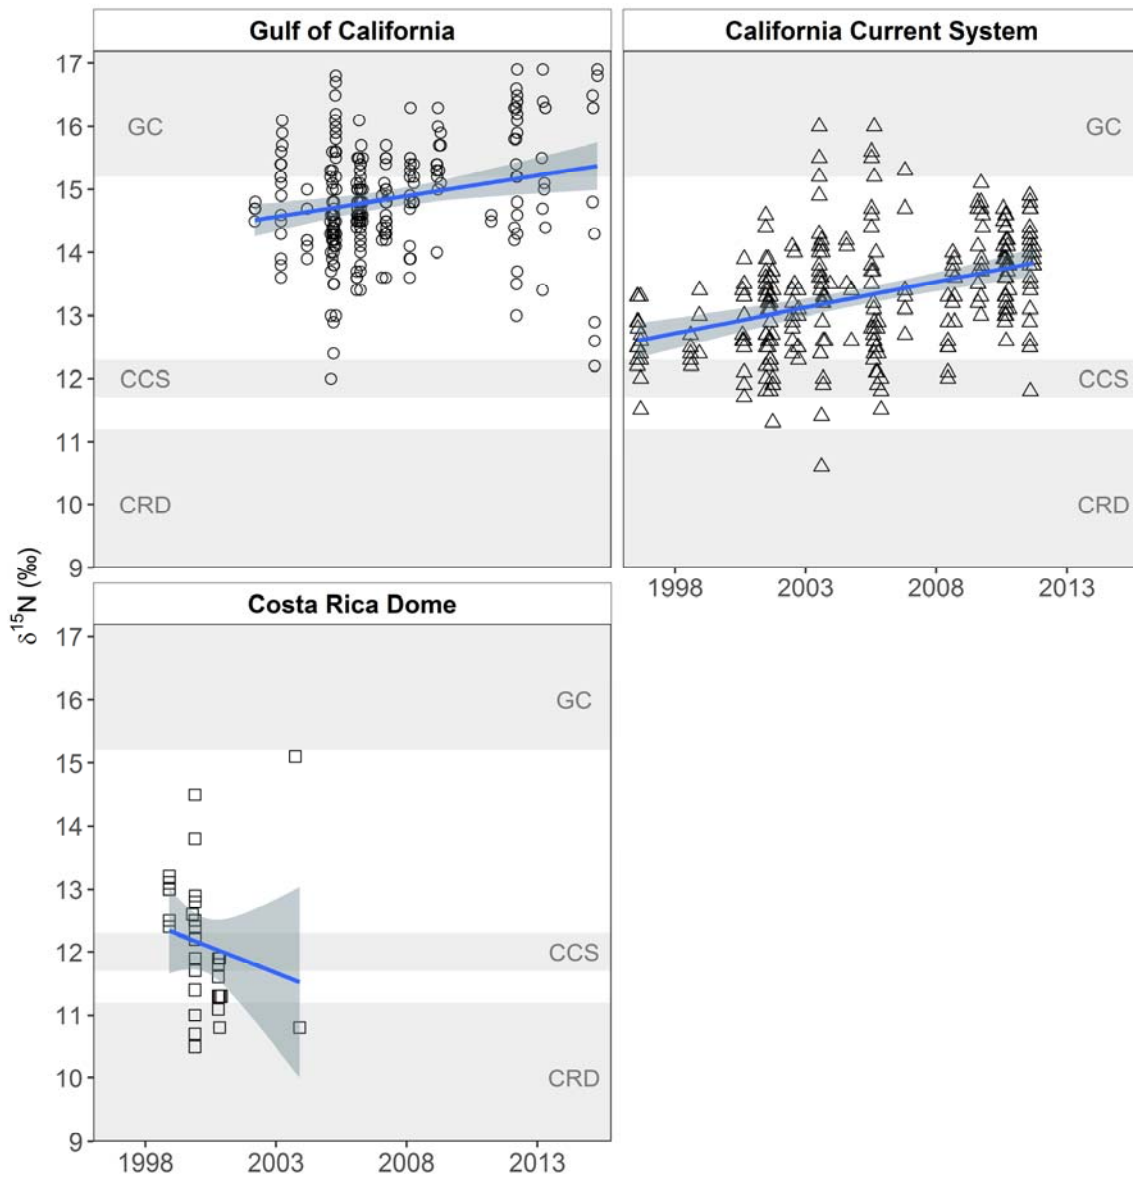 Gulf of California
California Current System
17
16
15
14
13
12
11
10
9
GC
CCS
CRD
GC
CCS
CRD
1998 2003 2008 2013
δ¹⁵N (‰)
Costa Rica Dome
17
16
15
14
13
12
11
10
9
GC
CCS
CRD
1998 2003 2008 2013